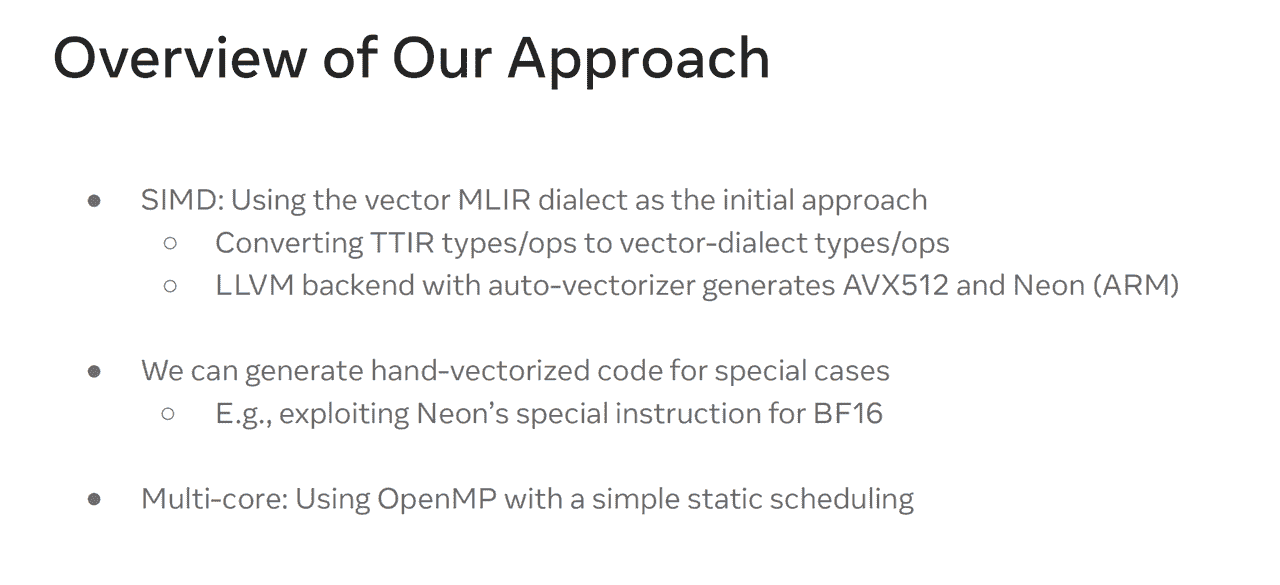 Overview of Our Approach
● SIMD: Using the vector MLIR dialect as the initial approach
○ Converting TTIR types/ops to vector-dialect types/ops
○ LLVM backend with auto-vectorizer generates AVX512 and Neon (ARM)
● We can generate hand-vectorized code for special cases
○ E.g., exploiting Neon’s special instruction for BF16
● Multi-core: Using OpenMP with a simple static scheduling